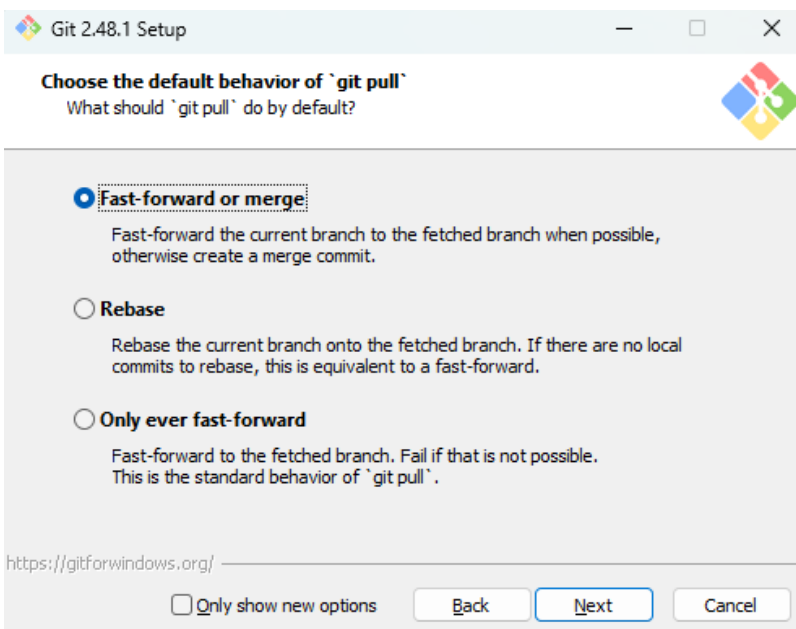 Git 2.48.1 Setup
Choose the default behavior of `git pull`
What should `git pull` do by default?
Fast-forward or merge
Fast-forward the current branch to the fetched branch when possible,
otherwise create a merge commit.
Rebase
Rebase the current branch onto the fetched branch. If there are no local
commits to rebase, this is equivalent to a fast-forward.
Only ever fast-forward
Fast-forward to the fetched branch. Fail if that is not possible.
This is the standard behavior of `git pull`.
https://gitforwindows.org/
Only show new options
Back
Next
Cancel